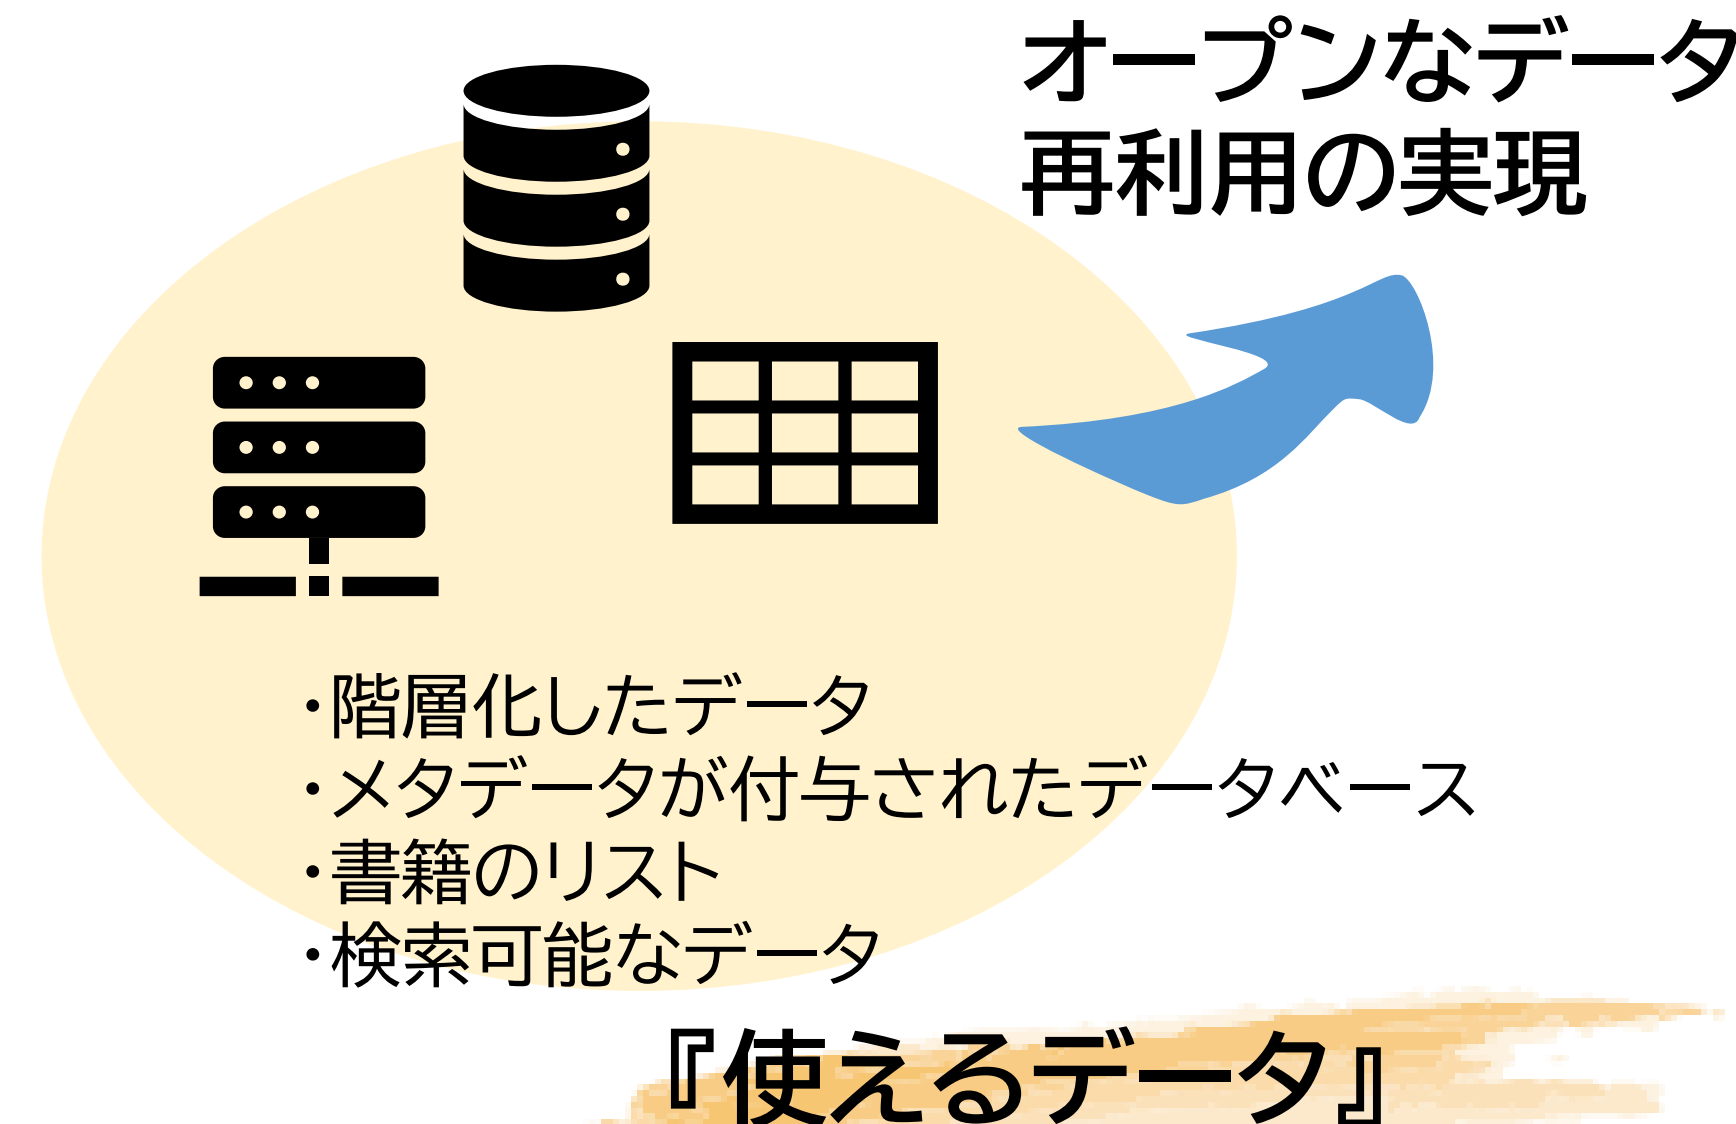 オープンなデータ
再利用の実現
・階層化したデータ
・メタデータが付与されたデータベース
・書籍のリスト
・検索可能なデータ
『使えるデータ』